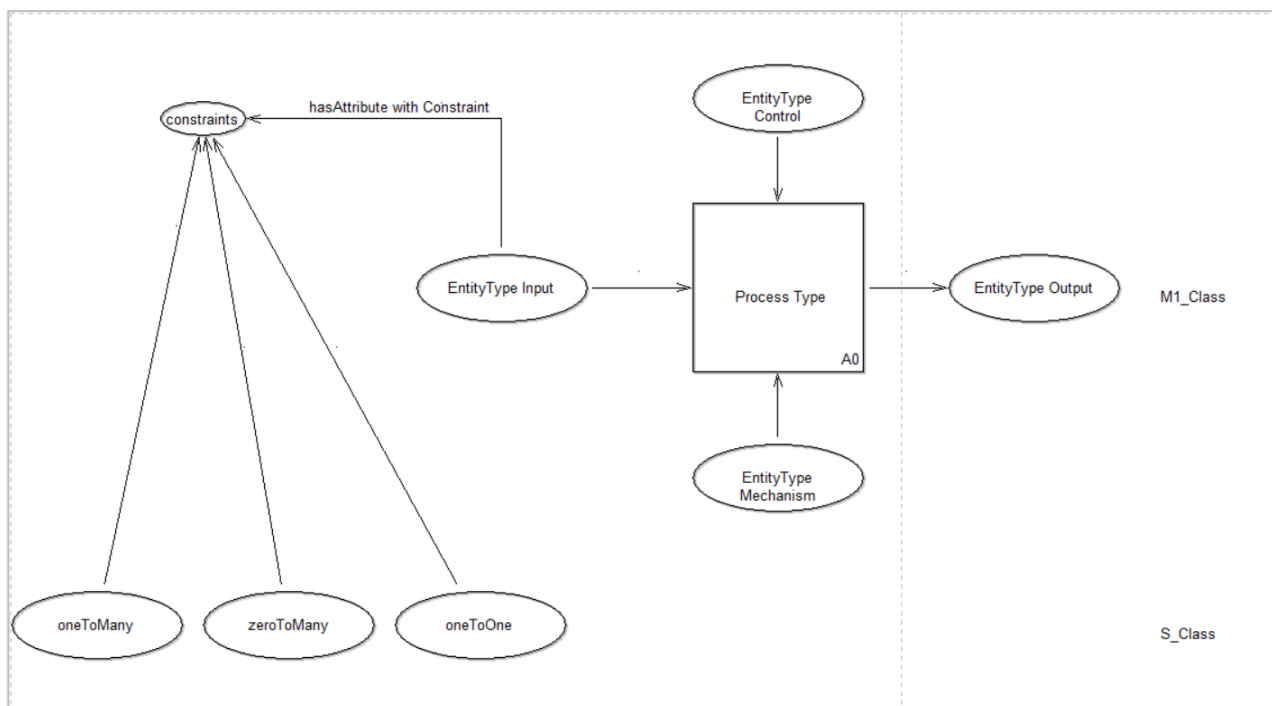 EntityType
Control
hasAttribute with Constraint
constraints
EntityType Input
Process Type
A0
EntityType Output
M1_Class
EntityType
Mechanism
oneToMany
zeroToMany
oneToOne
S_Class